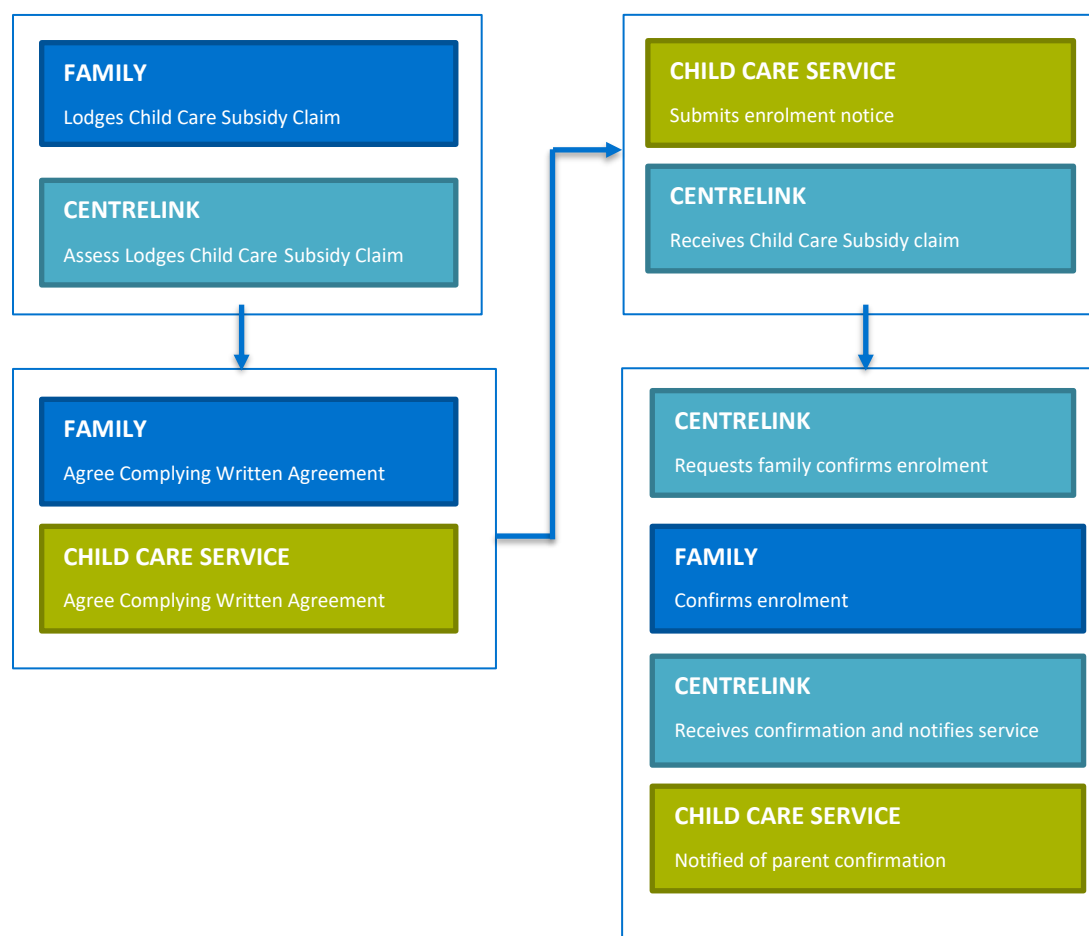 FAMILY
Lodges Child Care Subsidy Claim
CENTRELINK
Assess Lodges Child Care Subsidy Claim
FAMILY
Agree Complying Written Agreement
CHILD CARE SERVICE
Agree Complying Written Agreement
CHILD CARE SERVICE
Submits enrolment notice
CENTRELINK
Receives Child Care Subsidy claim
CENTRELINK
Requests family confirms enrolment
FAMILY
Confirms enrolment
CENTRELINK
Receives confirmation and notifies service
CHILD CARE SERVICE
Notified of parent confirmation